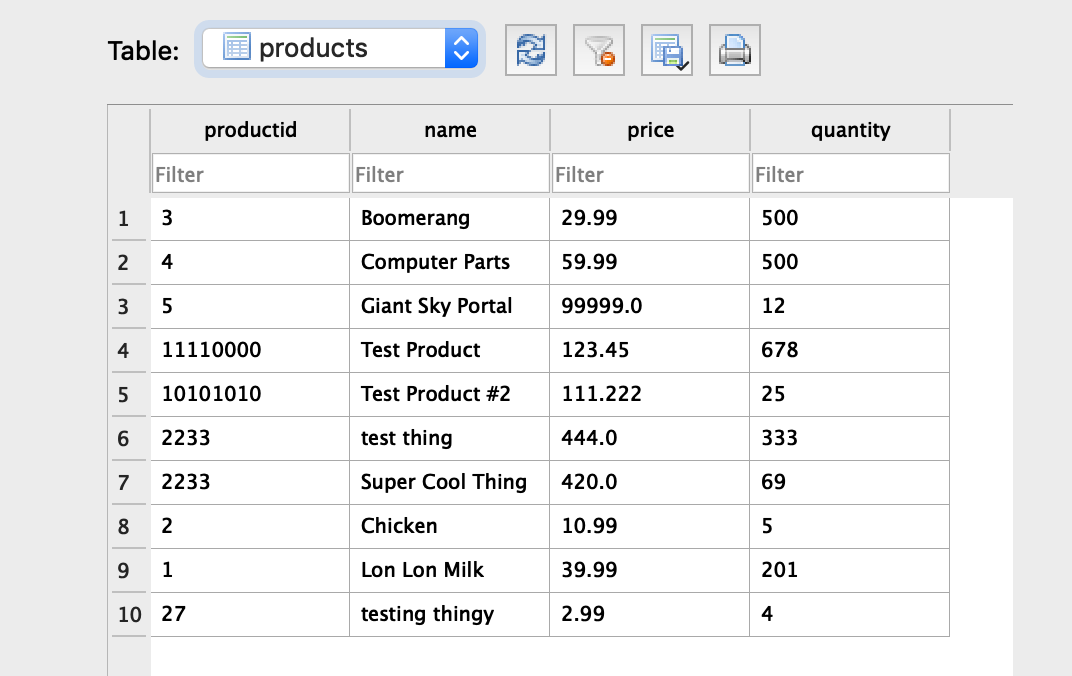 Table: products
productid name price quantity
Filter Filter Filter Filter
1 3 Boomerang 29.99 500
2 4 Computer Parts 59.99 500
3 5 Giant Sky Portal 99999.0 12
4 11110000 Test Product 123.45 678
5 10101010 Test Product #2 111.222 25
6 2233 test thing 444.0 333
7 2233 Super Cool Thing 420.0 69
8 2 Chicken 10.99 5
9 1 Lon Lon Milk 39.99 201
10 27 testing thingy 2.99 4